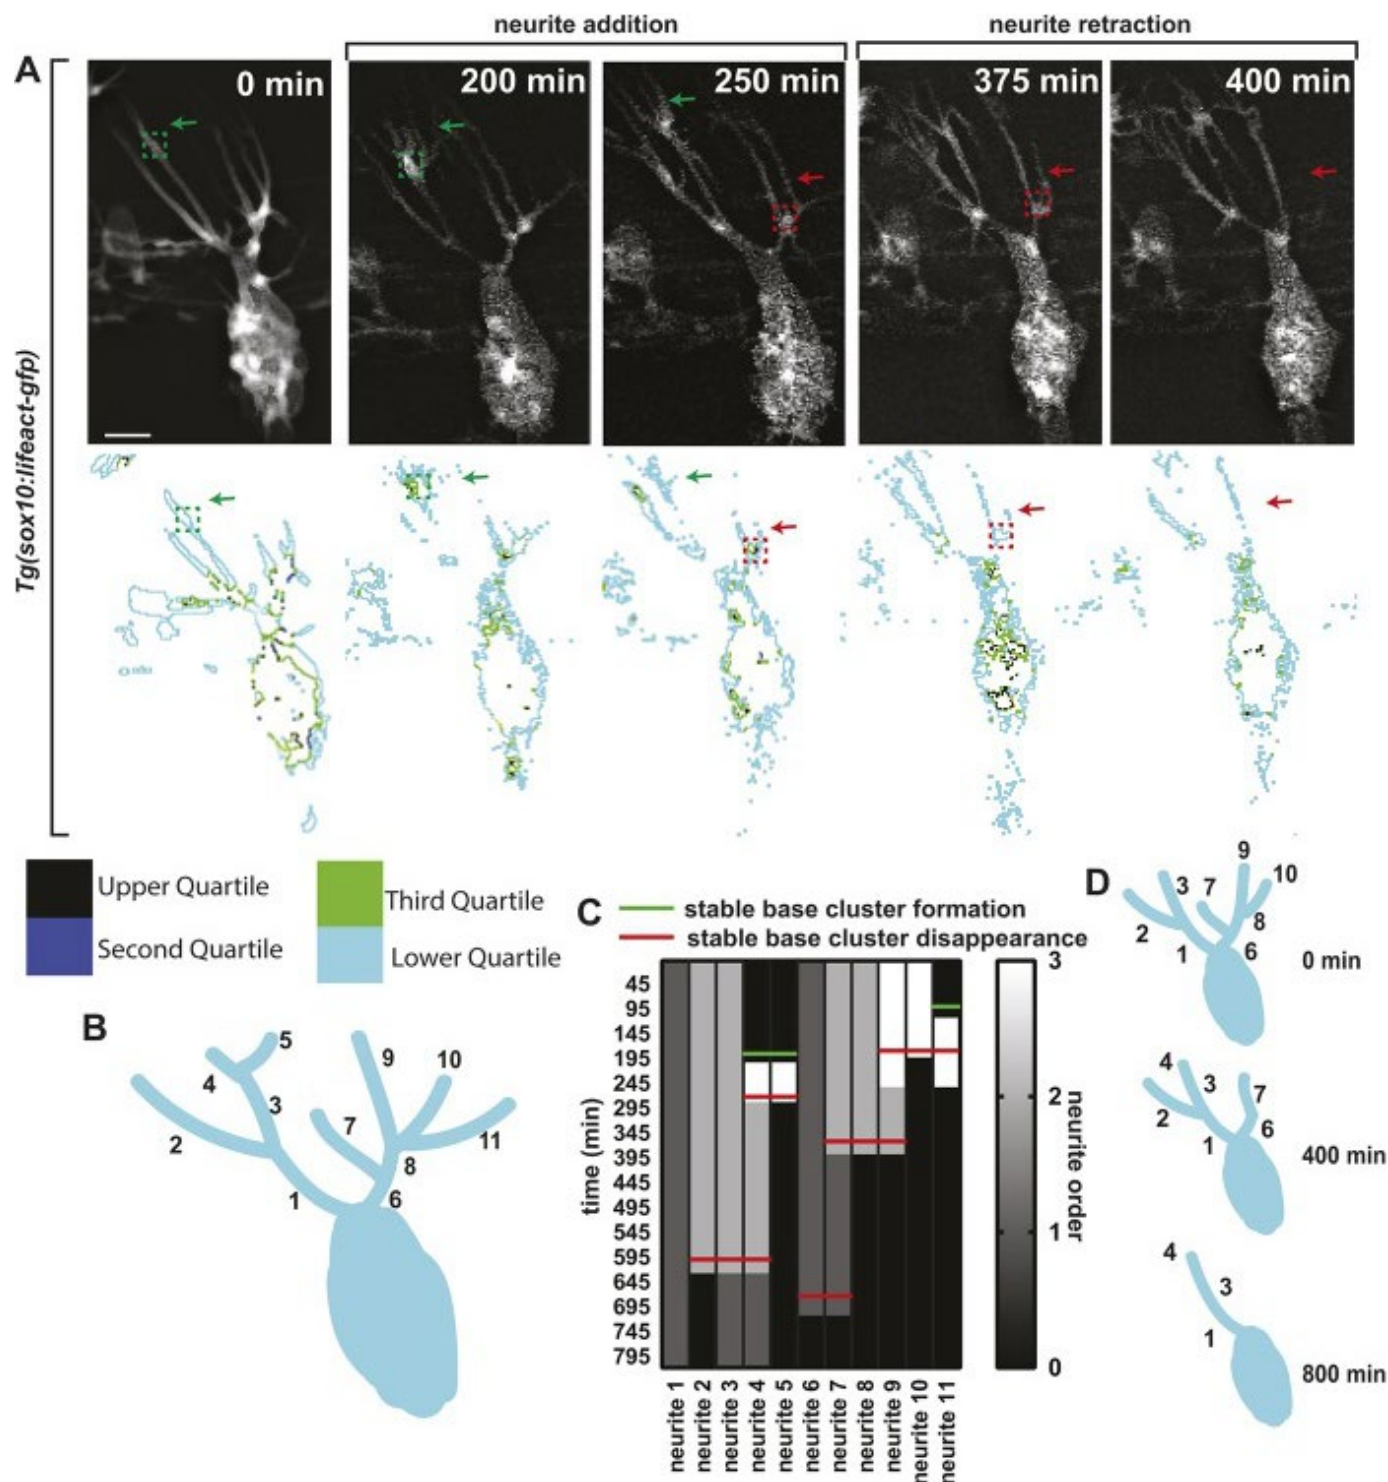 neurite addition
neurite retraction
A
0 min
200 min
250 min
375 min
400 min
Tg(sox10:lifeact-gfp)
Upper Quartile
Second Quartile
Third Quartile
Lower Quartile
B
1
2
3
4
5
6
7
8
9
10
11
C
stable base cluster formation
stable base cluster disappearance
time (min)
45
95
145
195
245
295
345
395
445
495
545
595
645
695
745
795
neurite 1
neurite 2
neurite 3
neurite 4
neurite 5
neurite 6
neurite 7
neurite 8
neurite 9
neurite 10
neurite 11
3
2
1
0
neurite order
D
9
3
7
10
2
8
1
6
0 min
4
3
7
2
6
1
400 min
4
3
1
800 min